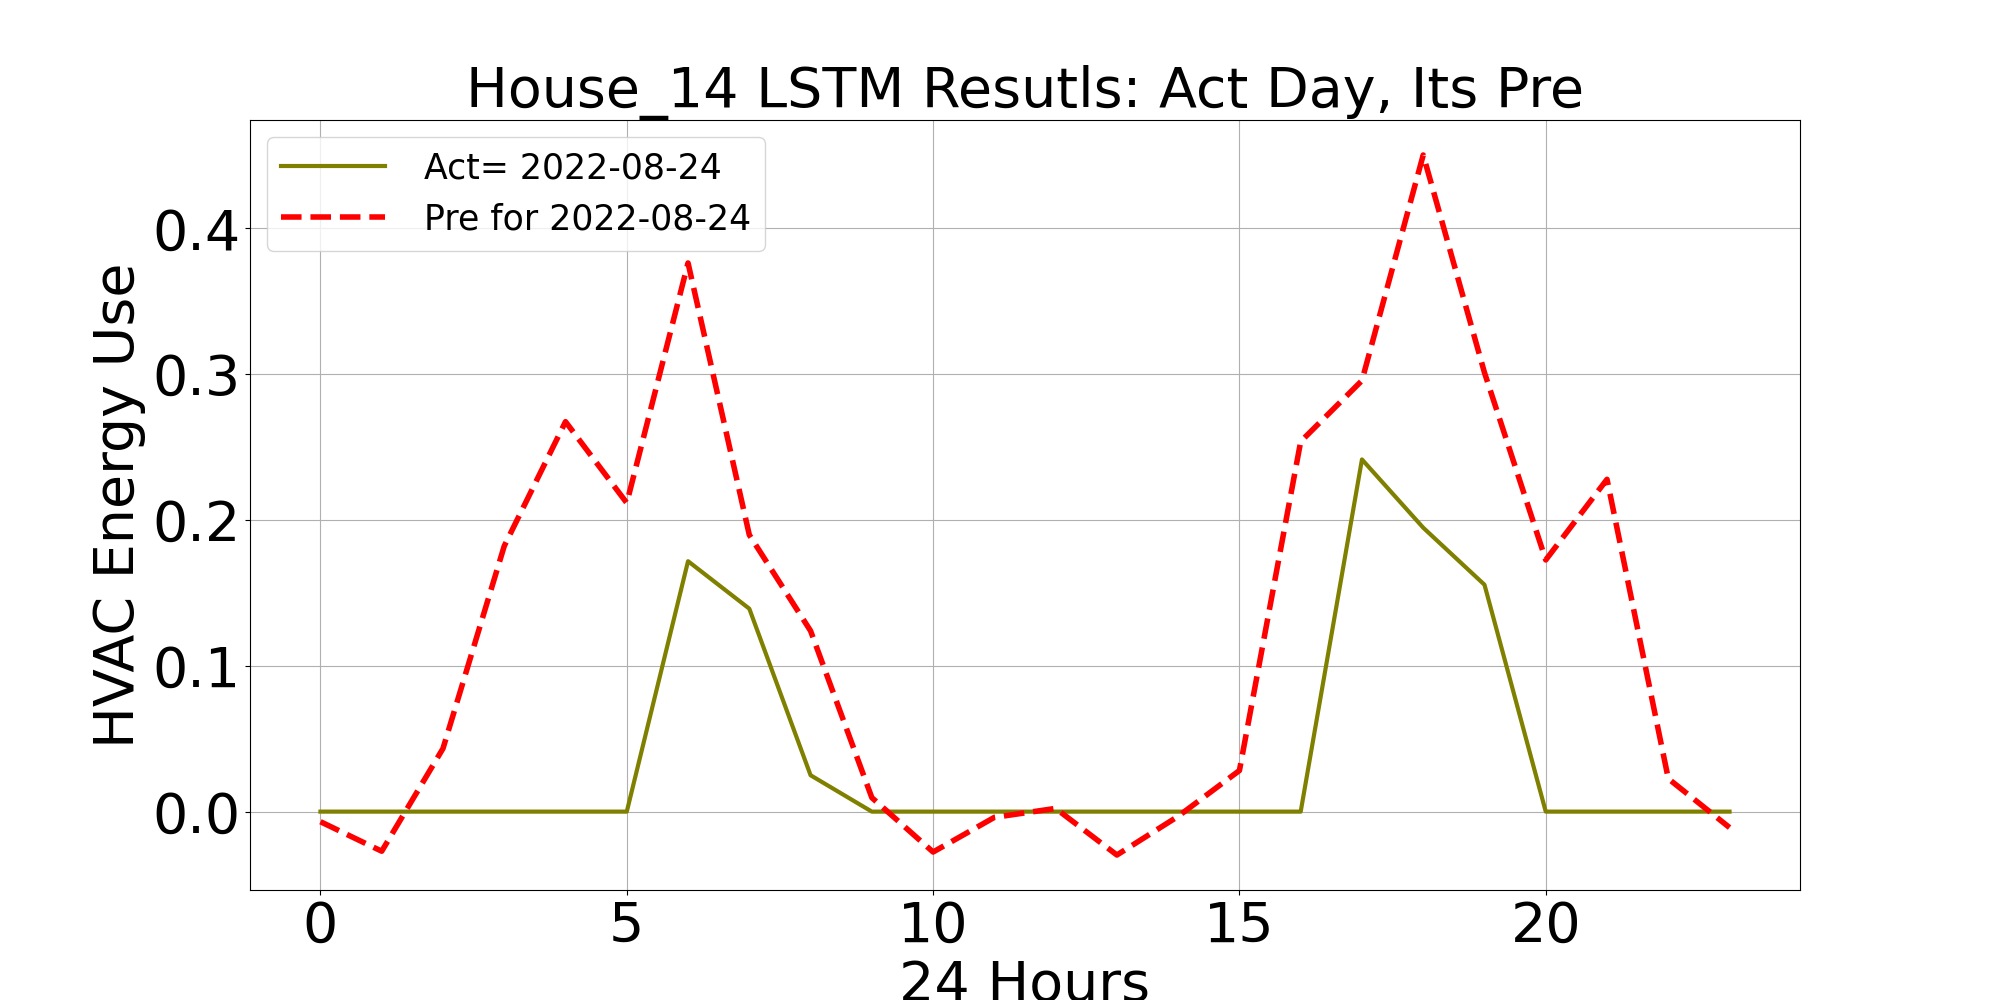 House_14 LSTM Resutls: Act Day, Its Pre
Act= 2022-08-24
Pre for 2022-08-24
HVAC Energy Use
0.4
0.3
0.2
0.1
0.0
0 5 10 15 20
24 Hours